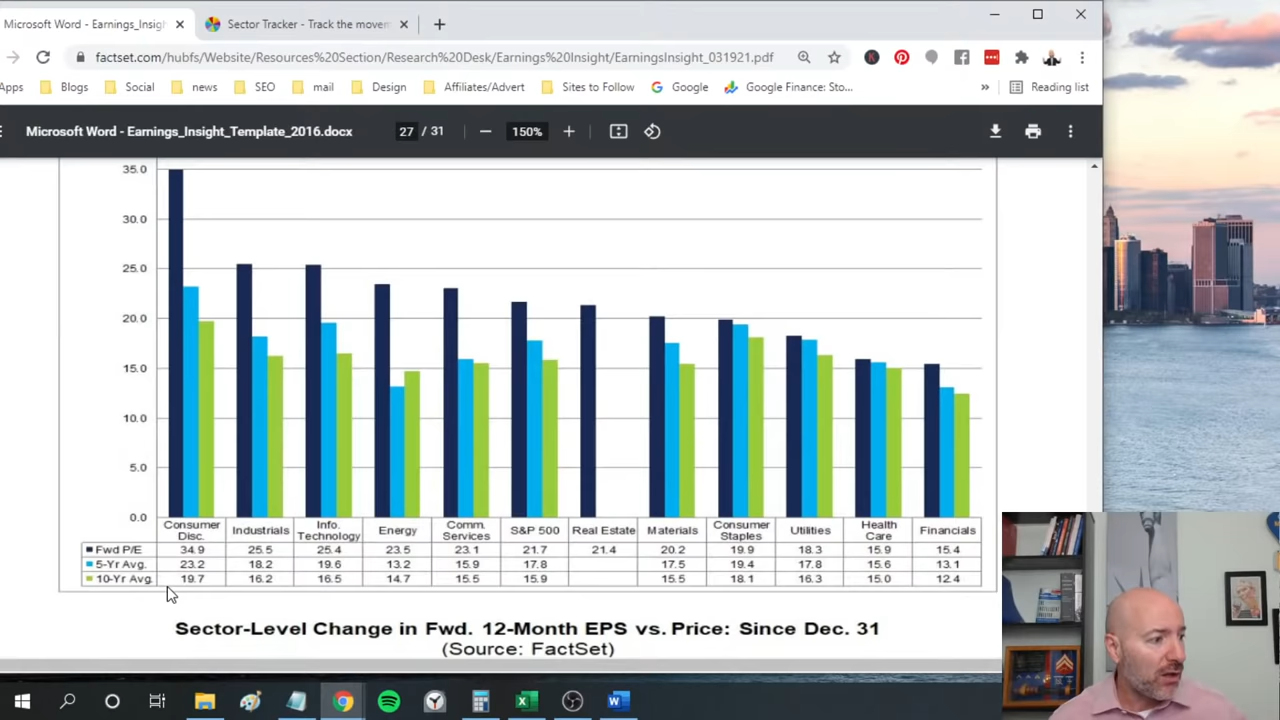 Microsoft Word - Earnings_Insigh
Sector Tracker - Track the movem
factset.com/hubfs/Website/Resources%20Section/Research%20Desk/Earnings%20Insight/EarningsInsight_031921.pdf
Apps Blogs Social news SEO mail Design Affiliates/Advert Sites to Follow Google Google Finance: Sto... » Reading list
Microsoft Word - Earnings_Insight_Template_2016.docx 27 / 31 150%
35.0
30.0
25.0
20.0
15.0
10.0
5.0
0.0
Consumer Disc. Industrials Info. Technology Energy Comm. Services S&P 500 Real Estate Materials Consumer Staples Utilities Health Care Financials
Fwd P/E 34.9 25.5 25.4 23.5 23.1 21.7 21.4 20.2 19.9 18.3 15.9 15.4
5-Yr Avg. 23.2 18.2 19.6 13.2 15.9 17.8 17.5 19.4 17.8 15.6 13.1
10-Yr Avg. 19.7 16.2 16.5 14.7 15.5 15.9 15.5 18.1 16.3 15.0 12.4
Sector-Level Change in Fwd. 12-Month EPS vs. Price: Since Dec. 31
(Source: FactSet)